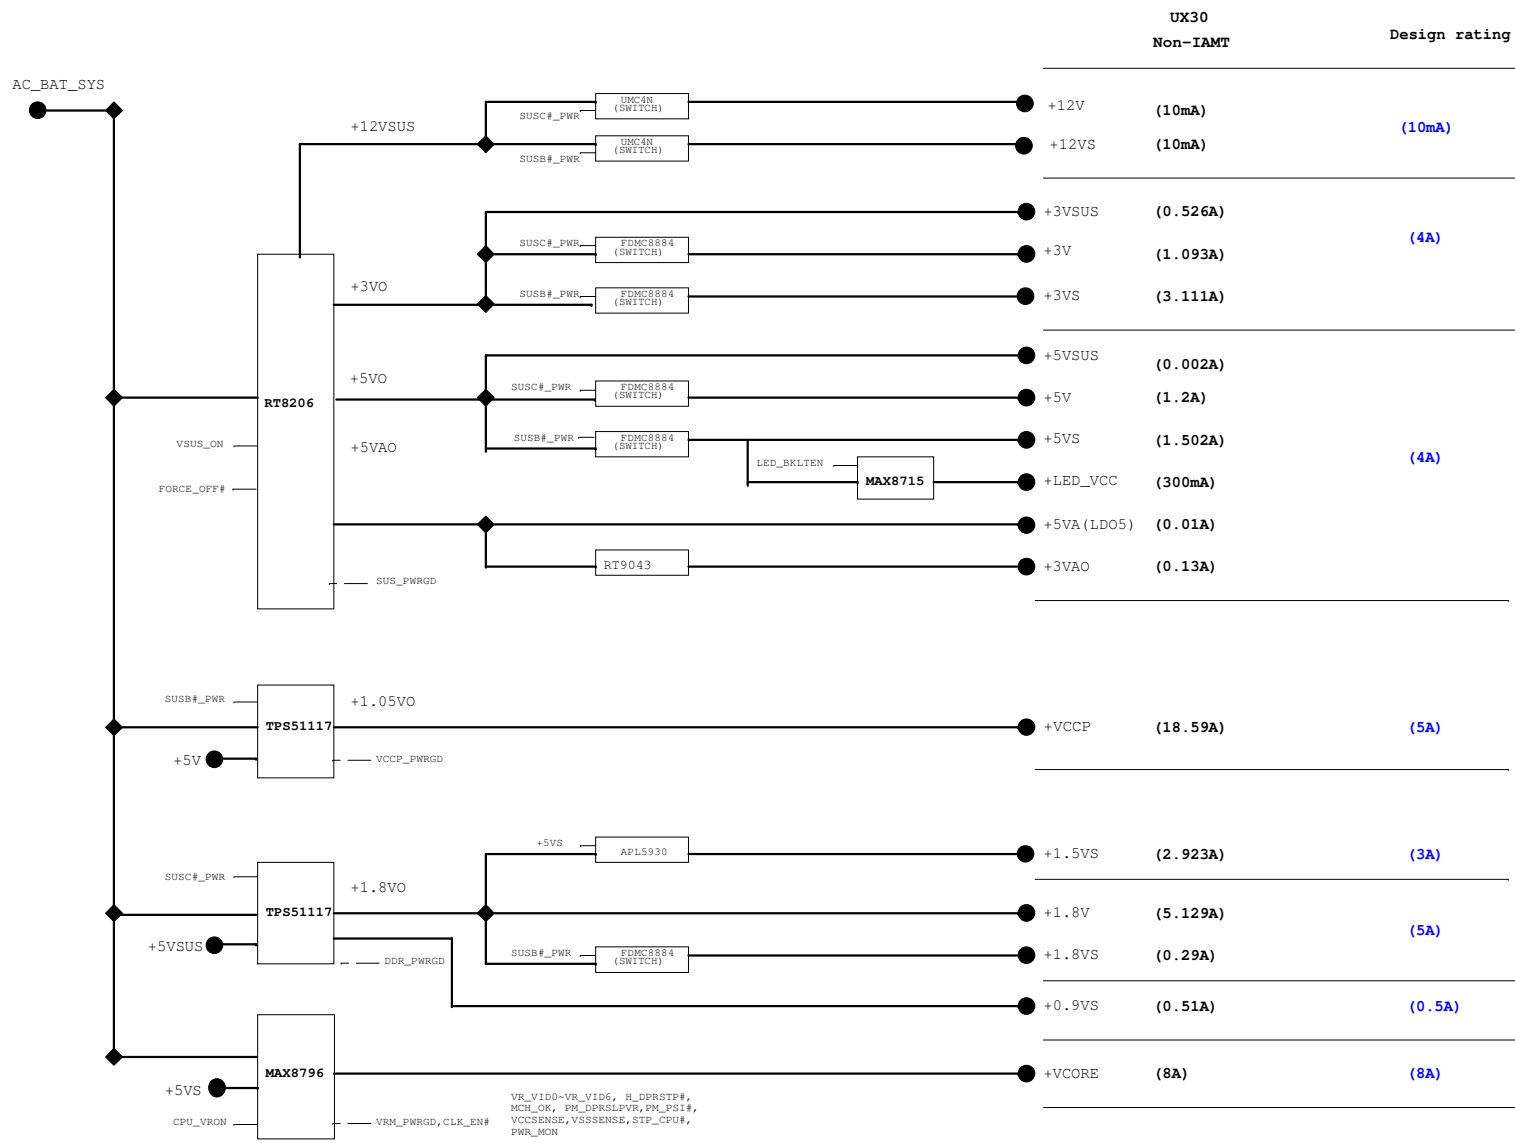 UX30
Non-IAMT
Design rating
AC_BAT_SYS
+12VSUS
UMC4N
(SWITCH)
SUSC#_PWR
+12V
(10mA)
(10mA)
UMC4N
(SWITCH)
SUSB#_PWR
+12VS
(10mA)
+3VSUS
(0.526A)
(4A)
SUSC#_PWR
FDMC8884
(SWITCH)
+3V
(1.093A)
+3VO
SUSB#_PWR
FDMC8884
(SWITCH)
+3VS
(3.111A)
+5VSUS
(0.002A)
RT8206
+5VO
SUSC#_PWR
FDMC8884
(SWITCH)
+5V
(1.2A)
VSUS_ON
+5VAO
SUSB#_PWR
FDMC8884
(SWITCH)
+5VS
(1.502A)
(4A)
LED_BKLTEN
MAX8715
+LED_VCC
(300mA)
FORCE_OFF#
+5VA(LDO5)
(0.01A)
RT9043
+3VAO
(0.13A)
SUS_PWRGD
SUSB#_PWR
+1.05VO
TPS51117
+VCCP
(18.59A)
(5A)
+5V
VCCP_PWRGD
+5VS
APL5930
+1.5VS
(2.923A)
(3A)
SUSC#_PWR
+1.8VO
TPS51117
+1.8V
(5.129A)
(5A)
+5VSUS
DDR_PWRGD
SUSB#_PWR
FDMC8884
(SWITCH)
+1.8VS
(0.29A)
+0.9VS
(0.51A)
(0.5A)
MAX8796
+VCORE
(8A)
(8A)
+5VS
CPU_VRON
VRM_PWRGD,CLK_EN#
VR_VID0~VR_VID6, H_DPRSTP#,
MCH_OK, PM_DPRSLPVR,PM_PSI#,
VCCSENSE,VSSSENSE,STP_CPU#,
PWR_MON